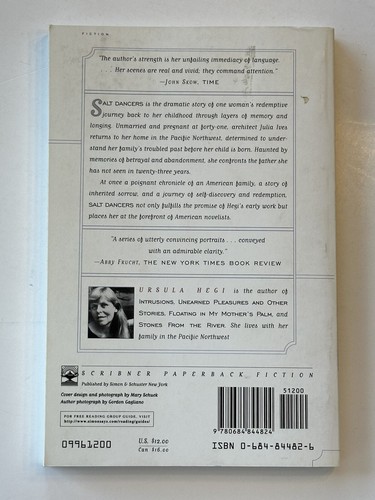 FICTION
"The author's strength is her unfailing immediacy of language.
. . . Her scenes are real and vivid; they command attention."
—John Skow, TIME
SALT DANCERS is the dramatic story of one woman's redemptive
journey back to her childhood through layers of memory and
longing. Unmarried and pregnant at forty-one, architect Julia Ives
returns to her home in the Pacific Northwest, determined to under-
stand her family's troubled past before her child is born. Haunted by
memories of betrayal and abandonment, she confronts the father she
has not seen in twenty-three years.
At once a poignant chronicle of an American family, a story of
inherited sorrow, and a journey of self-discovery and redemption,
SALT DANCERS not only fulfills the promise of Hegi's early work but
places her at the forefront of American novelists.
"A series of utterly convincing portraits . . . conveyed
with an admirable clarity."
—Abby Frucht, THE NEW YORK TIMES BOOK REVIEW
URSULA HEGI is the author of
Intrusions, Unearned Pleasures and Other
Stories, Floating in My Mother's Palm, and
Stones From the River. She lives with her
family in the Pacific Northwest
SCRIBNER PAPERBACK FICTION
Published by Simon & Schuster New York
Cover design and photograph by Mary Schuck
Author photograph by Gordon Gagliano
FOR FREE READING GROUP GUIDE, VISIT
http://www.simonsays.com/reading/guides/
09961200
U.S. $12.00
Can $16.00
51200
9780684844824
ISBN 0-684-84482-6